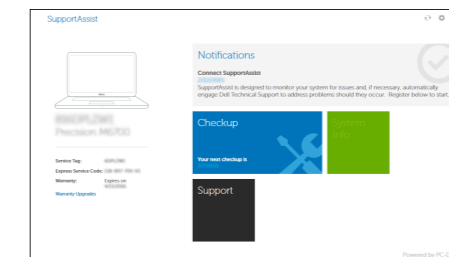 SupportAssist
Notifications
Connect SupportAssist
SupportAssist is designed to monitor your system for issues and, if necessary, automatically
engage Dell Technical Support to address problems should they occur. Register below to start.
Precision M6700
Checkup
System
Info
Your next checkup is
Service Tag:
Express Service Code:
Warranty: Expires on
Warranty Upgrades
Support
Powered by PC-D